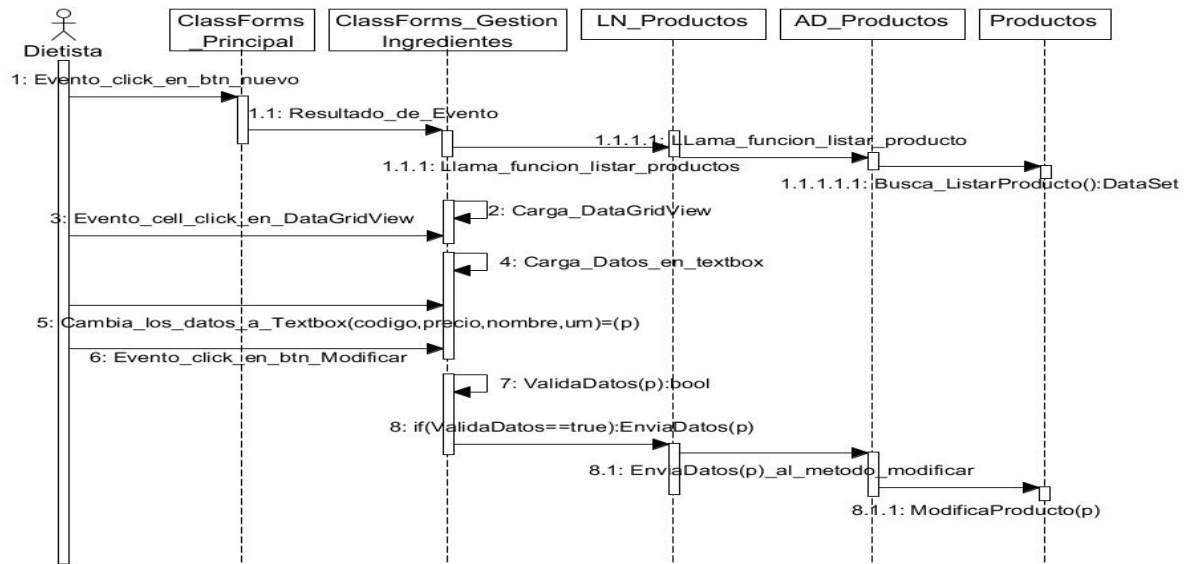 Dietista
ClassForms
_Principal
ClassForms_Gestion
Ingredientes
LN_Productos
AD_Productos
Productos
1: Evento_click_en_btn_nuevo
1.1: Resultado_de_Evento
1.1.1.1: LLama_funcion_listar_producto
1.1.1: Llama_funcion_listar_productos
1.1.1.1.1: Busca_ListarProducto():DataSet
2: Carga_DataGridView
3: Evento_cell_click_en_DataGridView
4: Carga_Datos_en_textbox
5: Cambia_los_datos_a_Textbox(codigo,precio,nombre,um)=(p)
6: Evento_click_en_btn_Modificar
7: ValidaDatos(p):bool
8: if(ValidaDatos==true):EnviaDatos(p)
8.1: EnviaDatos(p)_al_metodo_modificar
8.1.1: ModificaProducto(p)